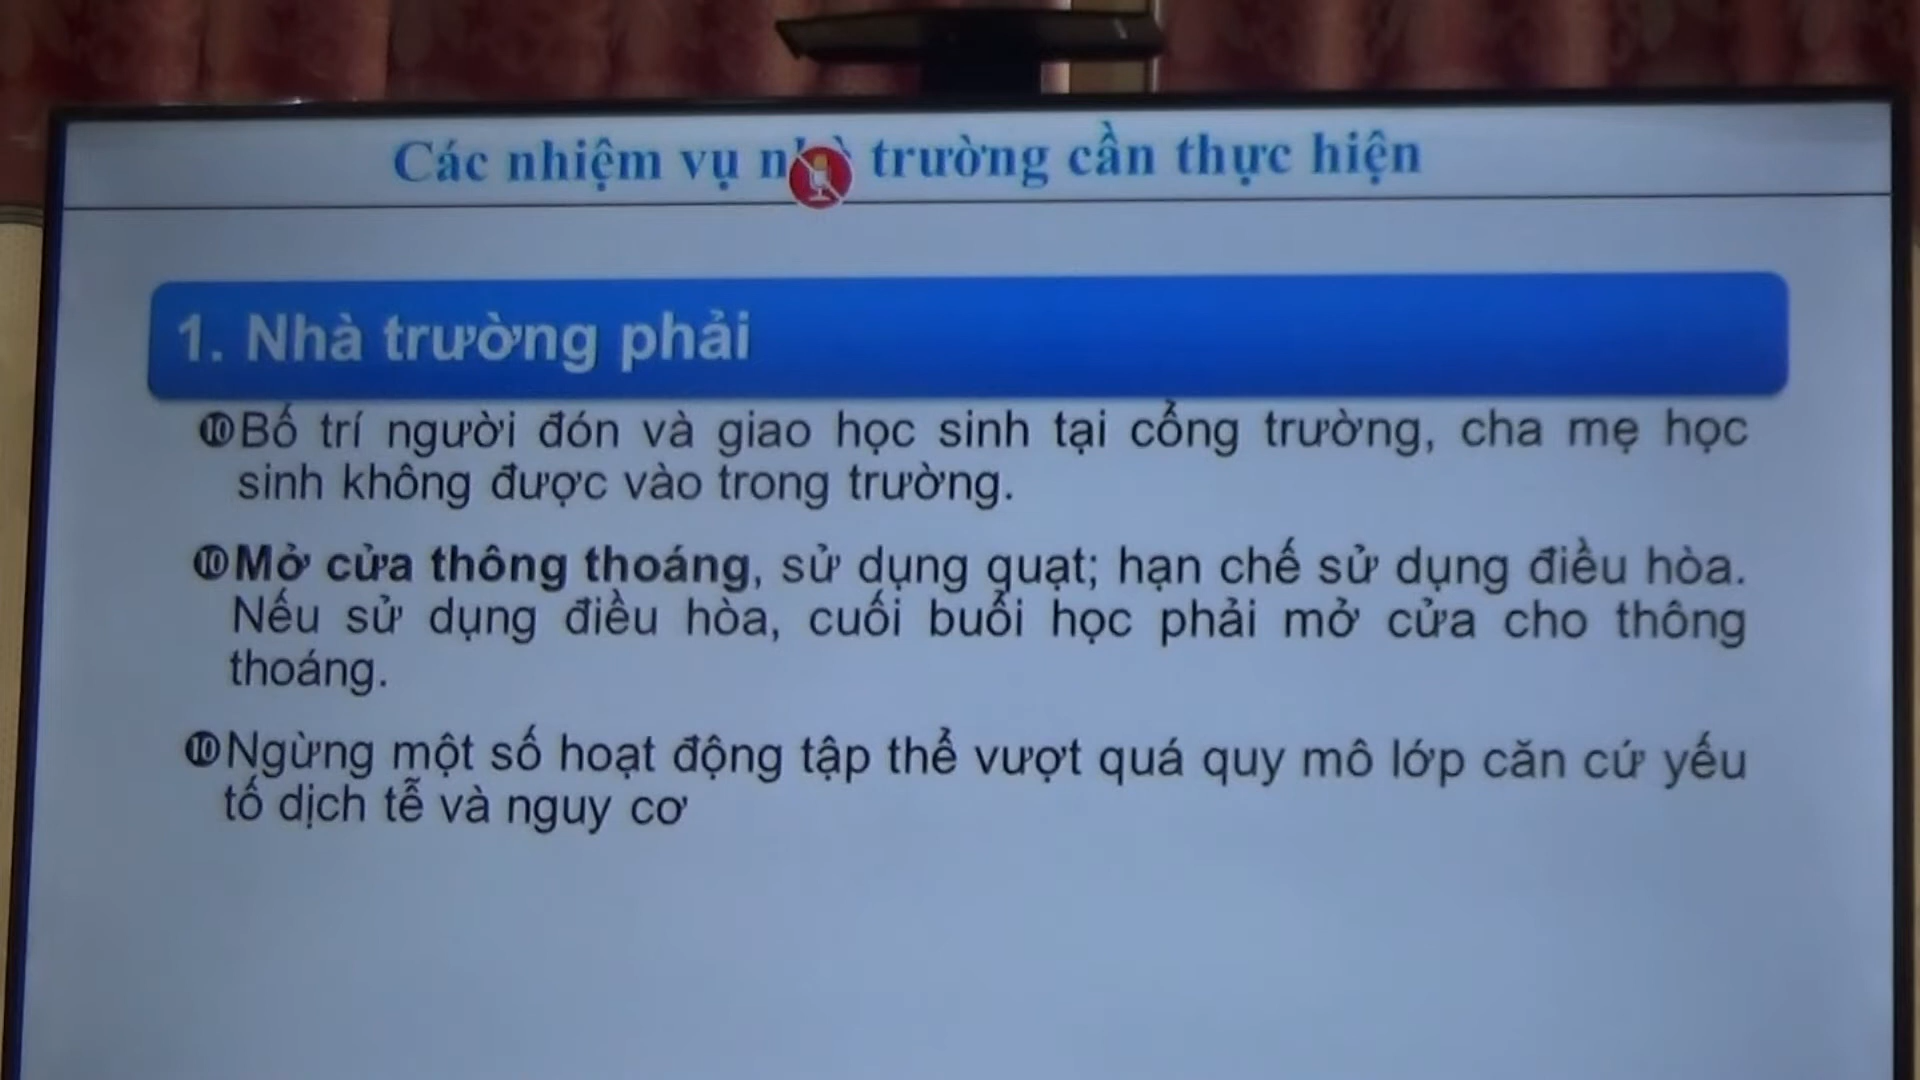 Các nhiệm vụ nhà trường cần thực hiện
1. Nhà trường phải
❿Bố trí người đón và giao học sinh tại cổng trường, cha mẹ học
sinh không được vào trong trường.
❿Mở cửa thông thoáng, sử dụng quạt; hạn chế sử dụng điều hòa.
Nếu sử dụng điều hòa, cuối buổi học phải mở cửa cho thông
thoáng.
❿Ngừng một số hoạt động tập thể vượt quá quy mô lớp căn cứ yếu
tố dịch tễ và nguy cơ